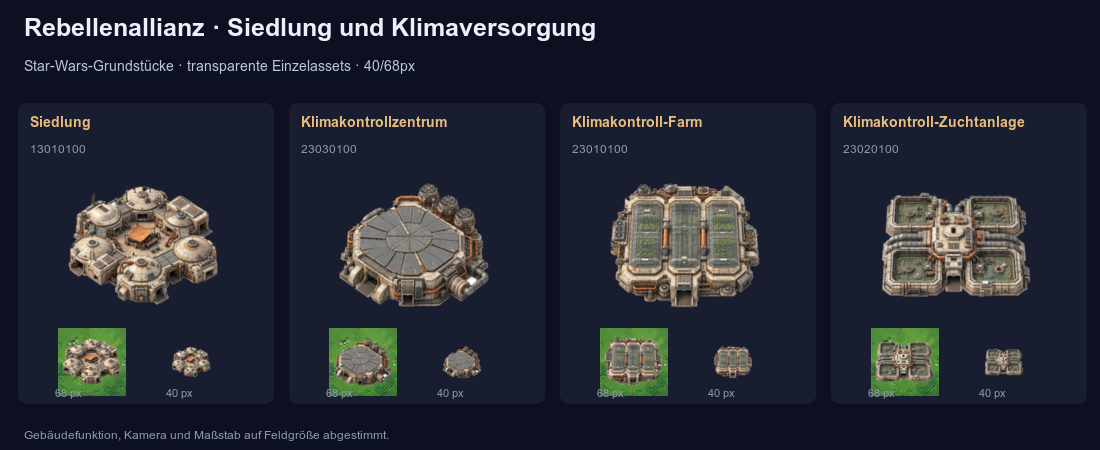 Rebellenallianz · Siedlung und Klimaversorgung
Star-Wars-Grundstücke · transparente Einzelassets · 40/68px
Siedlung
13010100
68 px
40 px
Klimakontrollzentrum
23030100
68 px
40 px
Klimakontroll-Farm
23010100
68 px
40 px
Klimakontroll-Zuchtanlage
23020100
68 px
40 px
Gebäudefunktion, Kamera und Maßstab auf Feldgröße abgestimmt.